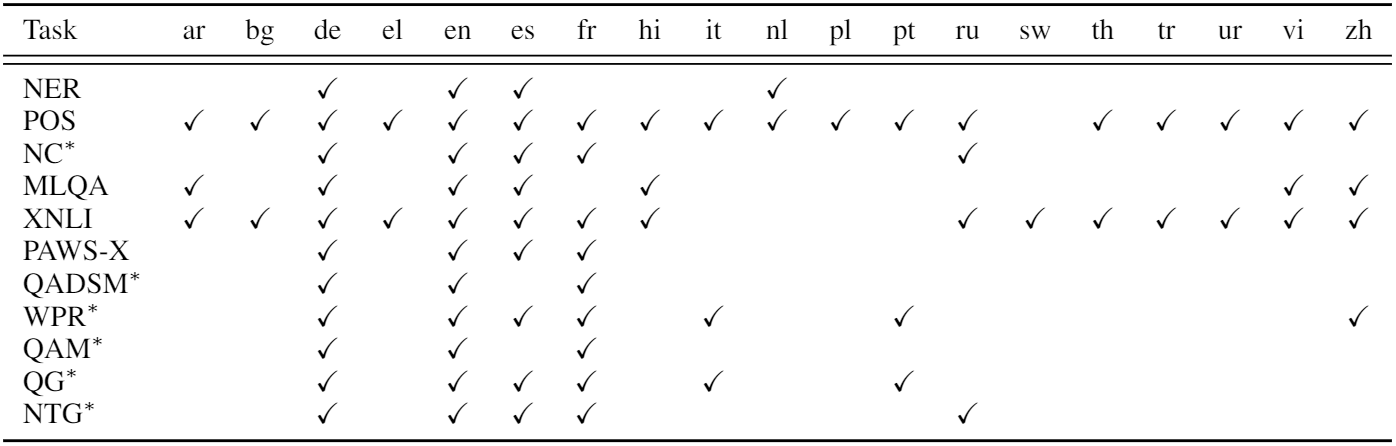 Task ar bg de el en es fr hi it nl pl pt ru sw th tr ur vi zh
NER ✓ ✓ ✓ ✓
POS ✓ ✓ ✓ ✓ ✓ ✓ ✓ ✓ ✓ ✓ ✓ ✓ ✓ ✓ ✓ ✓ ✓ ✓
NC* ✓ ✓ ✓ ✓ ✓
MLQA ✓ ✓ ✓ ✓ ✓ ✓ ✓
XNLI ✓ ✓ ✓ ✓ ✓ ✓ ✓ ✓ ✓ ✓ ✓ ✓ ✓ ✓ ✓
PAWS-X ✓ ✓ ✓ ✓
QADSM* ✓ ✓ ✓
WPR* ✓ ✓ ✓ ✓ ✓ ✓ ✓
QAM* ✓ ✓ ✓
QG* ✓ ✓ ✓ ✓ ✓ ✓
NTG* ✓ ✓ ✓ ✓ ✓